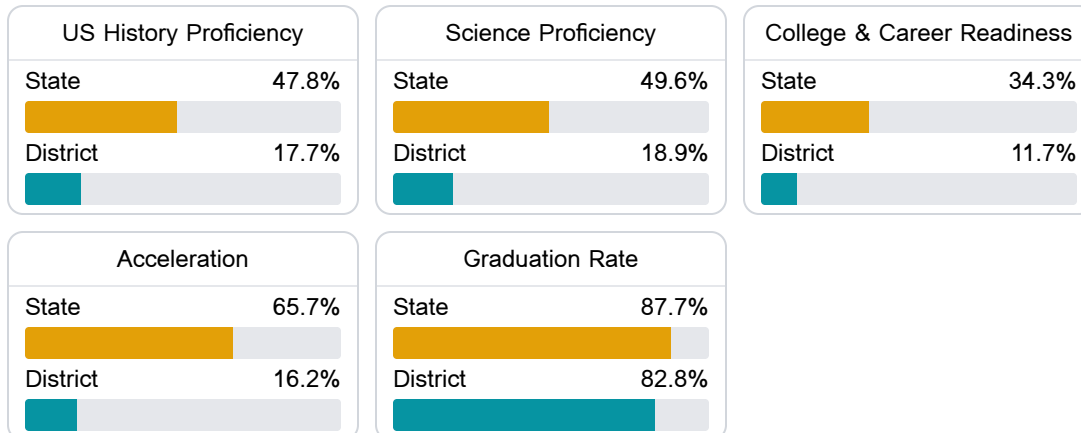 US History Proficiency
State 47.8%
District 17.7%
Science Proficiency
State 49.6%
District 18.9%
College & Career Readiness
State 34.3%
District 11.7%
Acceleration
State 65.7%
District 16.2%
Graduation Rate
State 87.7%
District 82.8%